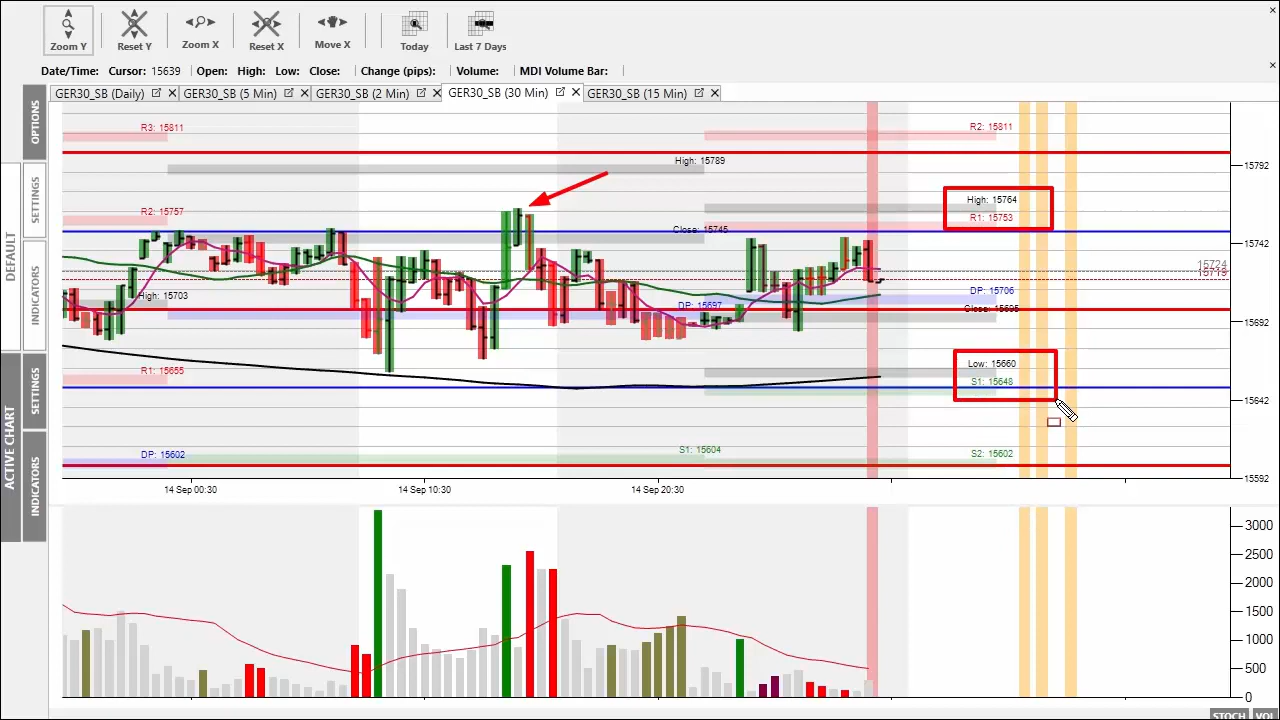 Zoom Y Reset Y Zoom X Reset X Move X Today Last 7 Days
Date/Time: Cursor: 15639 Open: High: Low: Close: Change (pips): Volume: MDI Volume Bar:
GER30_SB (Daily) GER30_SB (5 Min) GER30_SB (2 Min) GER30_SB (30 Min) GER30_SB (15 Min)
OPTIONS
SETTINGS
INDICATORS
DEFAULT
SETTINGS
INDICATORS
ACTIVE CHART
R3: 15811
R2: 15811
High: 15789
15792
High: 15764
R2: 15757
R1: 15753
Close: 15745
15742
15724
DP: 15706
High: 15703
DP: 15697
Close: 15695
15692
Low: 15660
R1: 15655
S1: 15648
15642
DP: 15602
S1: 15604
S2: 15602
15592
14 Sep 00:30
14 Sep 10:30
14 Sep 20:30
3000
2500
2000
1500
1000
500
0
STOCH VOL